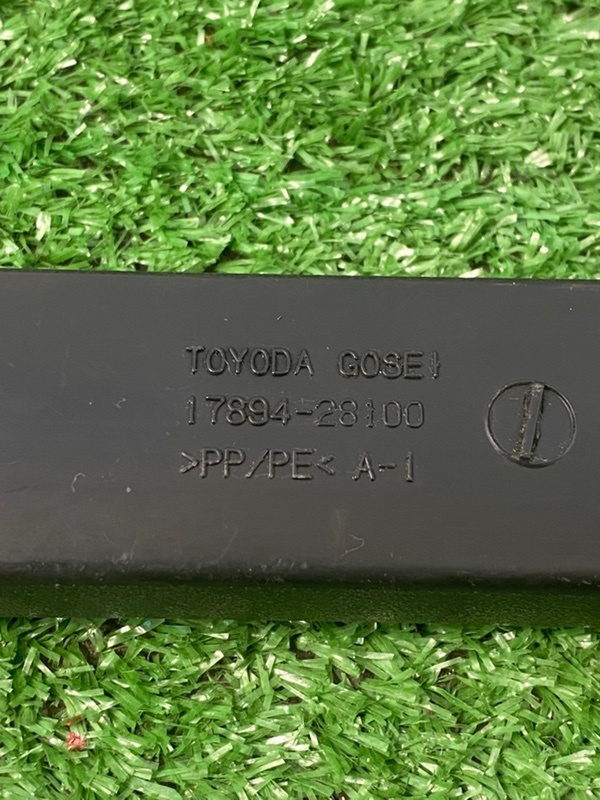 TOYODA GOSEI
17894-28100
>PP/PE< A-1